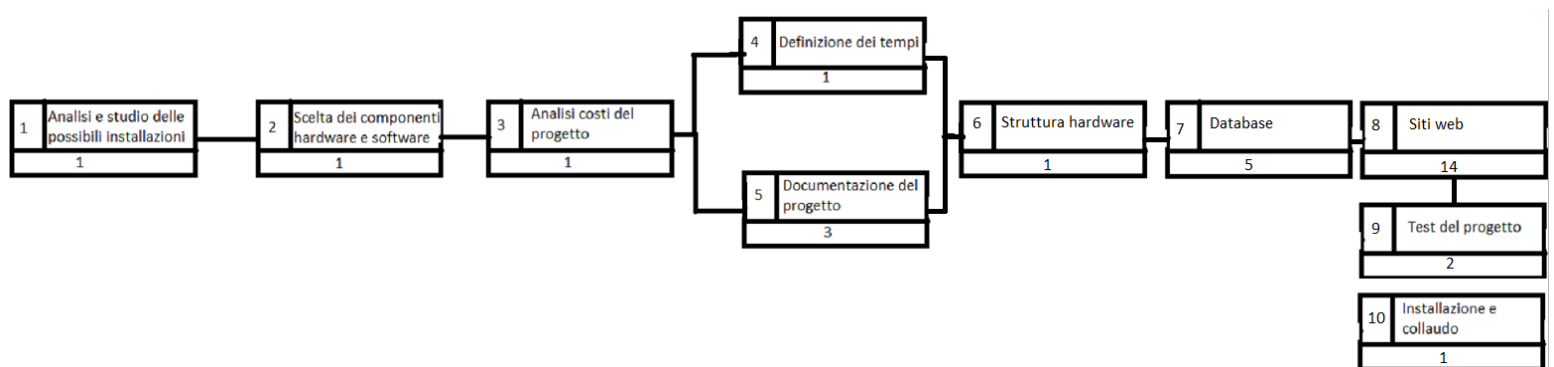 1
Analisi e studio delle
possibili installazioni
1
2
Scelta dei componenti
hardware e software
1
3
Analisi costi del
progetto
1
4
Definizione dei tempi
1
5
Documentazione del
progetto
3
6
Struttura hardware
1
7
Database
5
8
Siti web
14
9
Test del progetto
2
10
Installazione e
collaudo
1